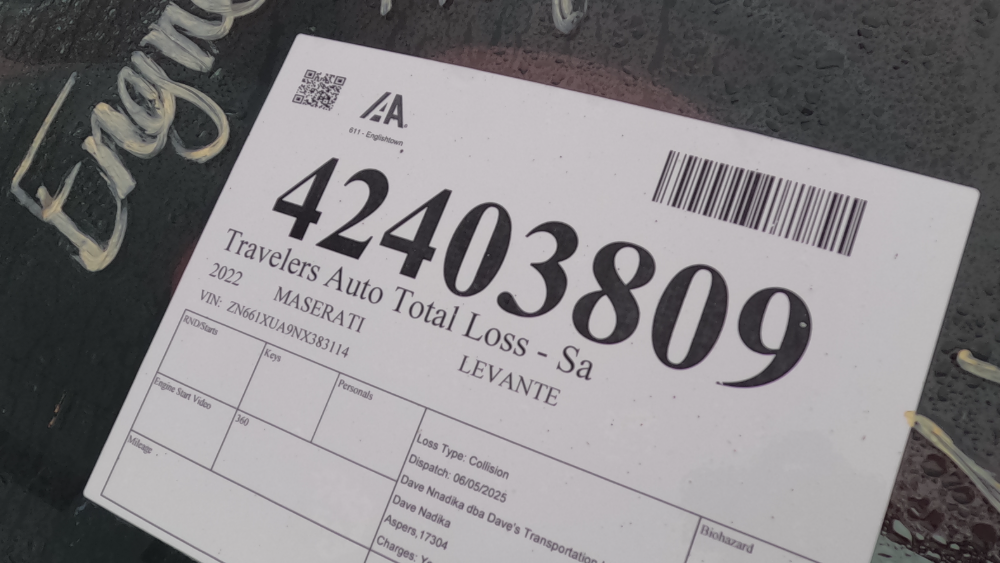 Engine
IAA
611 - Englishtown
42403809
Travelers Auto Total Loss - Sa
2022 MASERATI LEVANTE
VIN: ZN661XUA9NX383114
RND/Starts
Keys
Personals
Engine Start Video
360
Mileage
Loss Type: Collision
Dispatch: 06/05/2025
Dave Nnadika dba Dave's Transportation
Dave Nadika
Aspers,17304
Charges:
Biohazard